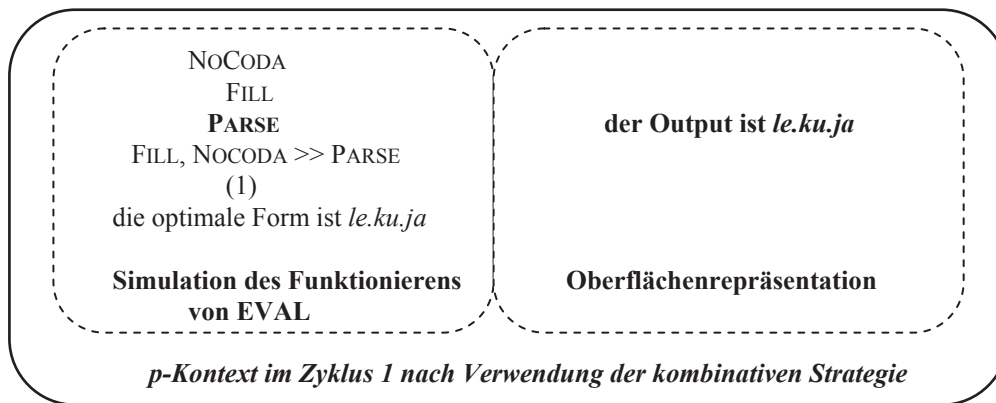 NOCODA
FILL
PARSE
der Output ist le.ku.ja
FILL, NOCODA >> PARSE
(1)
die optimale Form ist le.ku.ja
Simulation des Funktionierens
von EVAL
Oberflächenrepräsentation
p-Kontext im Zyklus 1 nach Verwendung der kombinativen Strategie